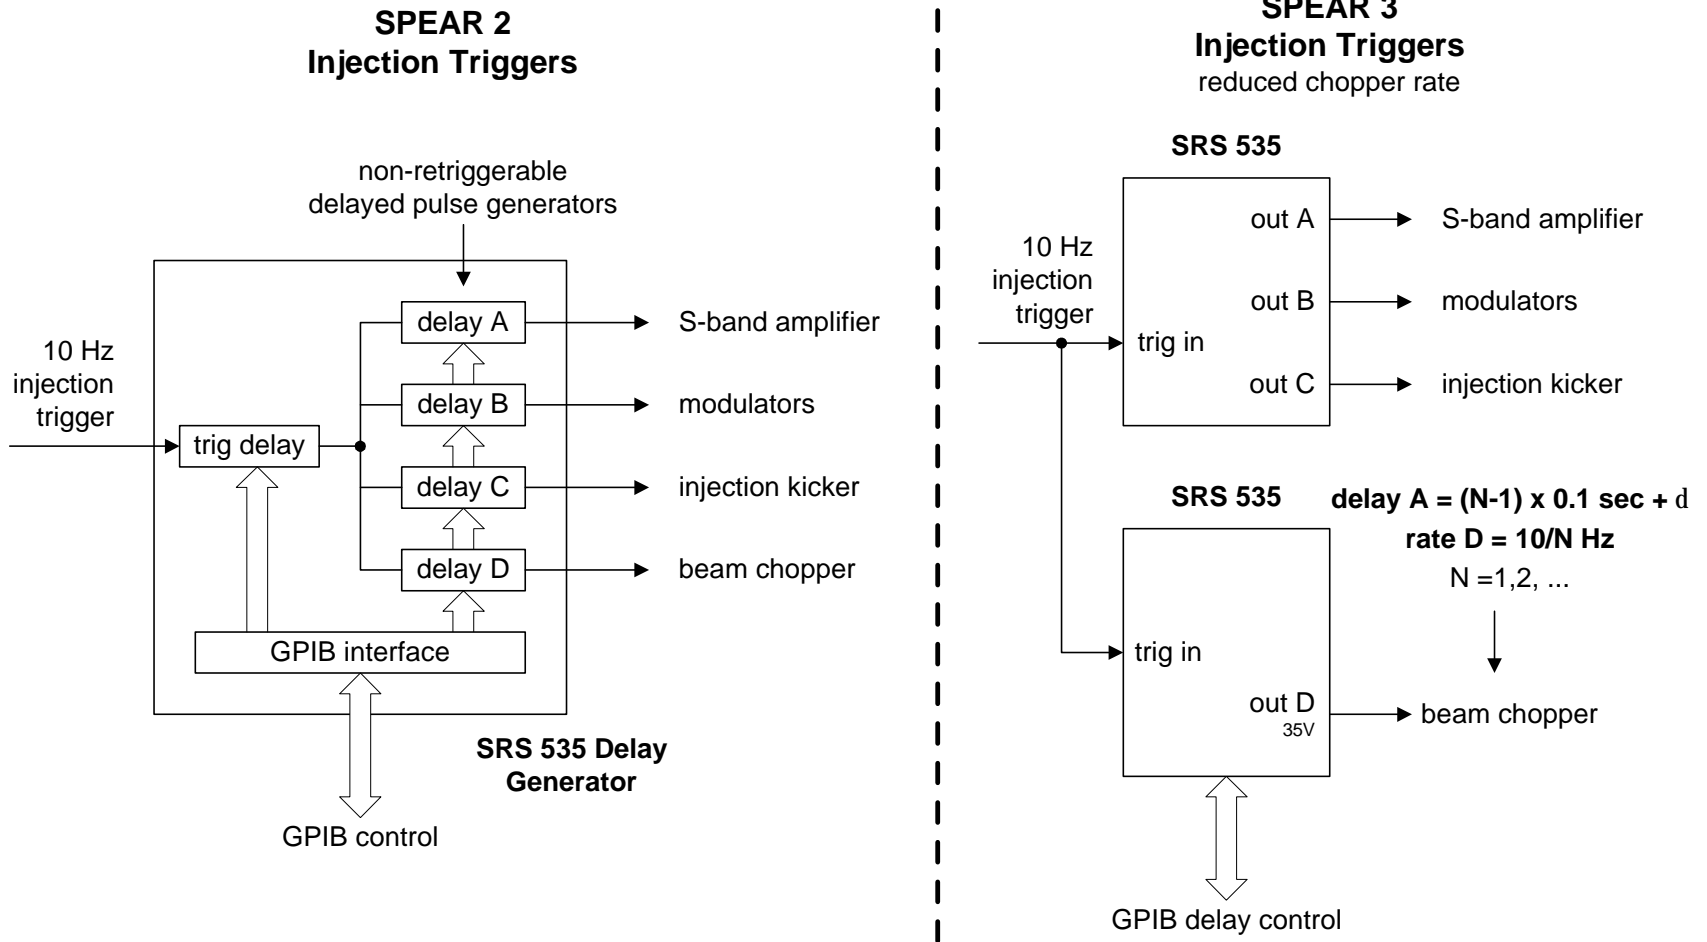 SPEAR 2
Injection Triggers
non-retriggerable
delayed pulse generators
10 Hz
injection
trigger
trig delay
delay A
delay B
delay C
delay D
S-band amplifier
modulators
injection kicker
beam chopper
GPIB interface
SRS 535 Delay
Generator
GPIB control
SPEAR 3
Injection Triggers
reduced chopper rate
SRS 535
10 Hz
injection
trigger
trig in
out A
out B
out C
S-band amplifier
modulators
injection kicker
SRS 535
delay A = (N-1) x 0.1 sec + d
rate D = 10/N Hz
N =1,2, ...
trig in
out D
35V
beam chopper
GPIB delay control